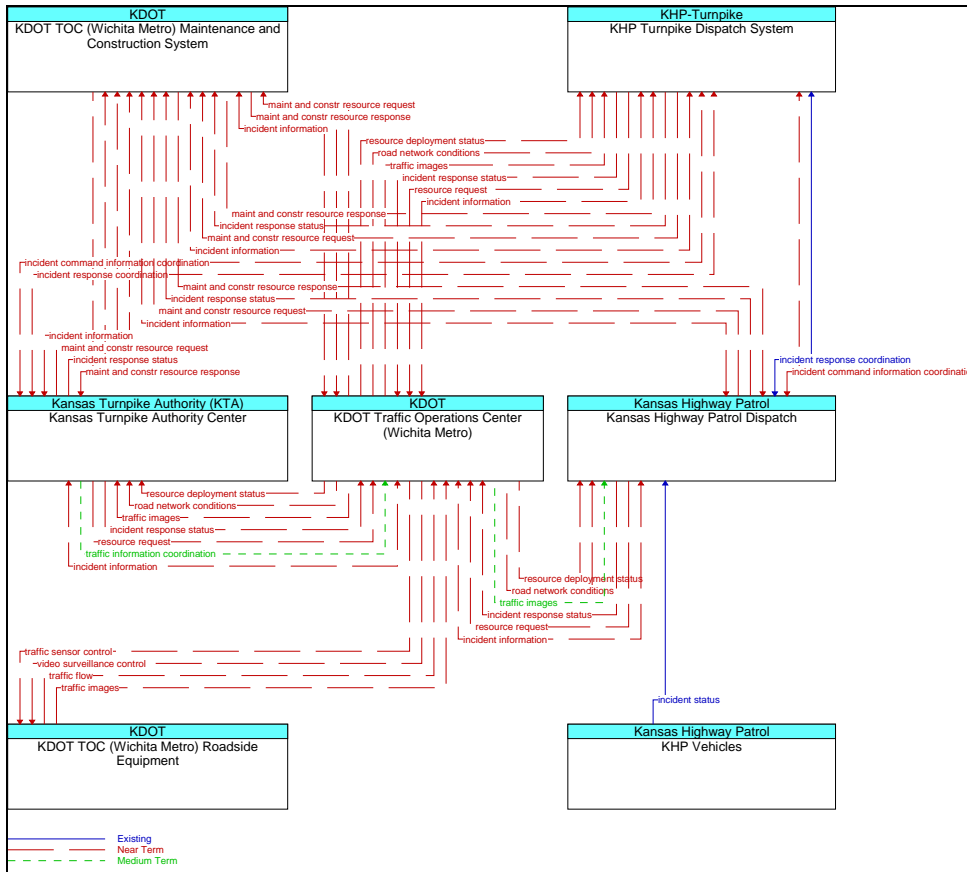 KDOT
KDOT TOC (Wichita Metro) Maintenance and
Construction System
KHP-Turnpike
KHP Turnpike Dispatch System
maint and constr resource request
maint and constr resource response
incident information
resource deployment status
road network conditions
traffic images
incident response status
resource request
incident information
maint and constr resource response
incident response status
maint and constr resource request
incident information
incident command information coordination
incident response coordination
maint and constr resource response
incident response status
maint and constr resource request
incident information
incident information
maint and constr resource request
incident response status
maint and constr resource response
incident response coordination
incident command information coordinatio
Kansas Turnpike Authority (KTA)
Kansas Turnpike Authority Center
KDOT
KDOT Traffic Operations Center
(Wichita Metro)
Kansas Highway Patrol
Kansas Highway Patrol Dispatch
resource deployment status
road network conditions
traffic images
incident response status
resource request
traffic information coordination
incident information
resource deployment status
road network conditions
traffic images
incident response status
resource request
incident information
traffic sensor control
video surveillance control
traffic flow
traffic images
incident status
KDOT
KDOT TOC (Wichita Metro) Roadside
Equipment
Kansas Highway Patrol
KHP Vehicles
Existing
Near Term
Medium Term